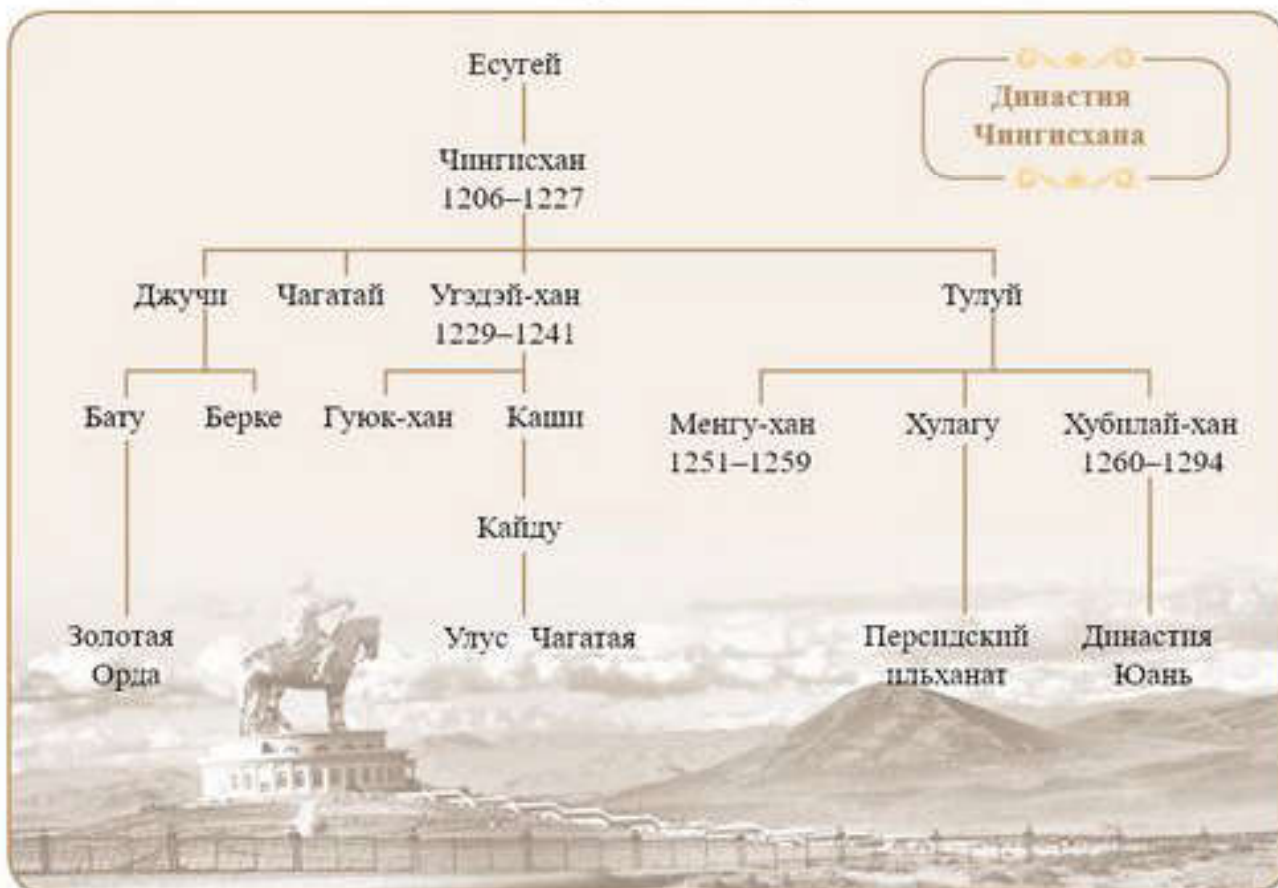 Династия
Чингисхана
Есугей
Чингисхан
1206–1227
Джучи Чагатай Угэдэй-хан Тулуй
1229–1241
Бату Берке Гуюк-хан Каши Менгу-хан Хулагу Хубилай-хан
1251–1259 1260–1294
Кайду
Золотая Улус Чагатая Персидский Династия
Орда ильханат Юань